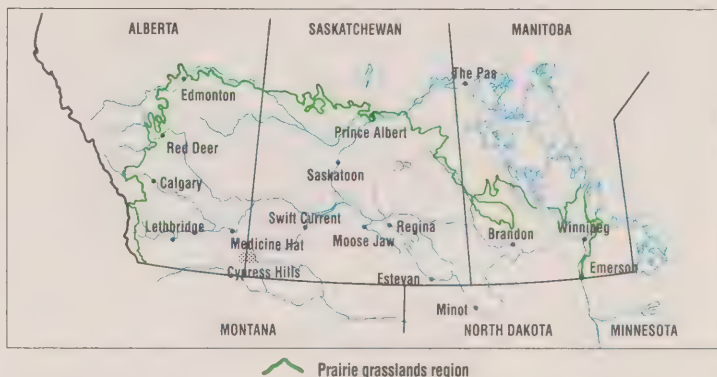 ALBERTA SASKATCHEWAN MANITOBA
The Pas
Edmonton
Prince Albert
Red Deer
Saskatoon
Calgary
Swift Current Regina Winnipeg
Lethbridge Moose Jaw Brandon
Medicine Hat
Cypress Hills Estevan Emerson
Minot
MONTANA NORTH DAKOTA MINNESOTA
Prairie grasslands region